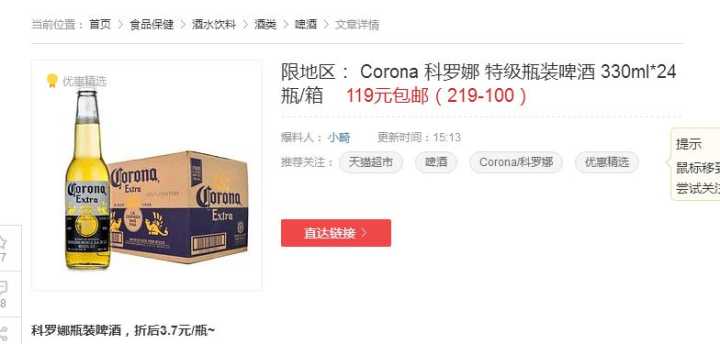 当前位置： 首页 > 食品保健 > 酒水饮料 > 酒类 > 啤酒 > 文章详情
优惠精选
限地区： Corona 科罗娜 特级瓶装啤酒 330ml*24
瓶/箱 119元包邮（219-100）
爆料人： 小畸 更新时间：15:13
推荐关注： 天猫超市 啤酒 Corona/科罗娜 优惠精选
提示
鼠标移到
尝试关注
直达链接 >
Corona
Extra
Corona
Extra
7
8
科罗娜瓶装啤酒，折后3.7元/瓶~